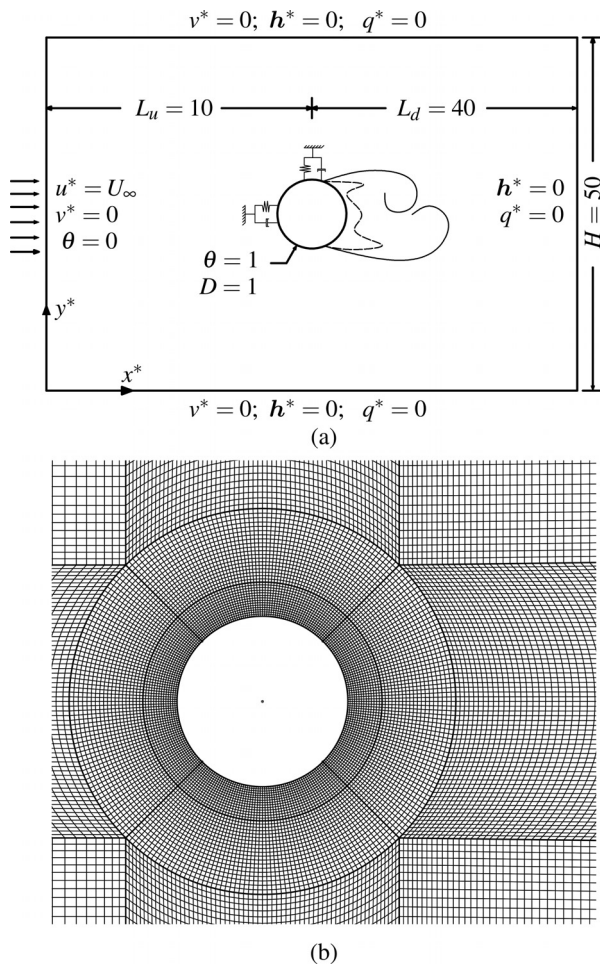 v* = 0; h* = 0; q* = 0
L_u = 10
L_d = 40
u* = U_∞
v* = 0
θ = 0
h* = 0
q* = 0
H = 50
θ = 1
D = 1
y*
x*
v* = 0; h* = 0; q* = 0
(a)
(b)